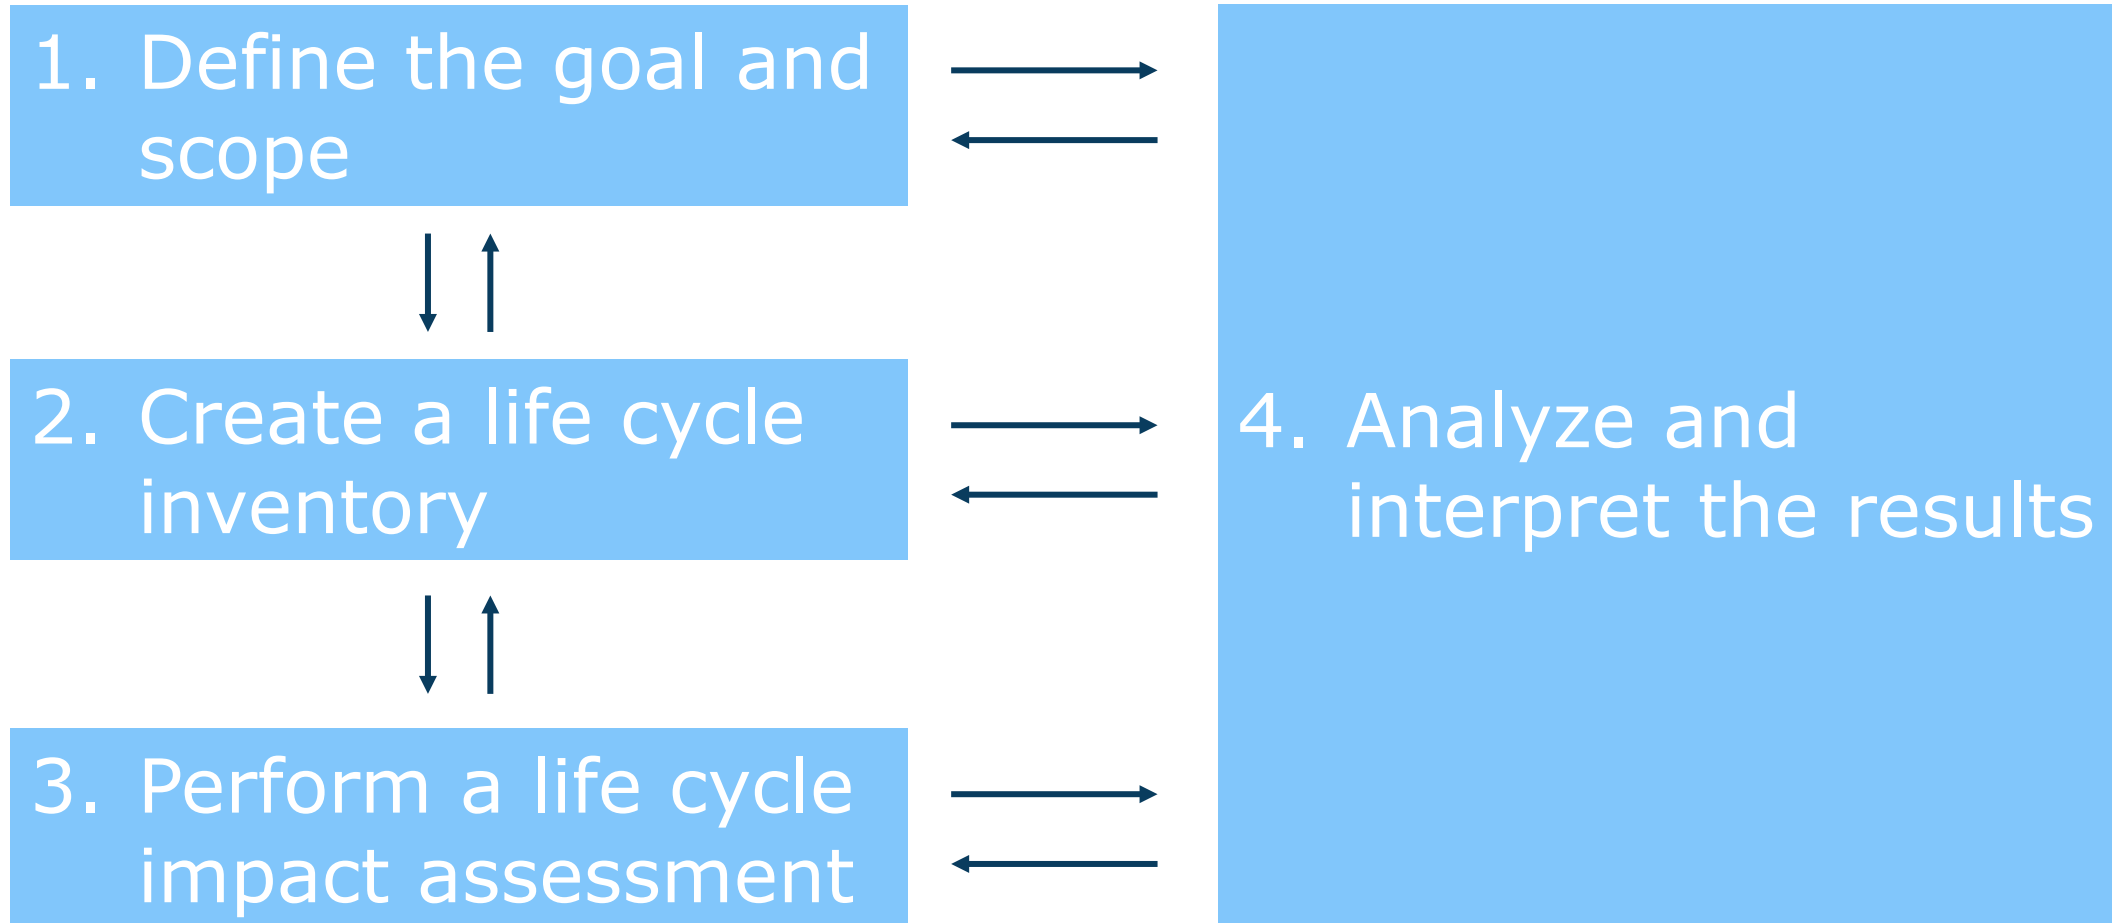 1. Define the goal and
scope
2. Create a life cycle
inventory
3. Perform a life cycle
impact assessment
4. Analyze and
interpret the results